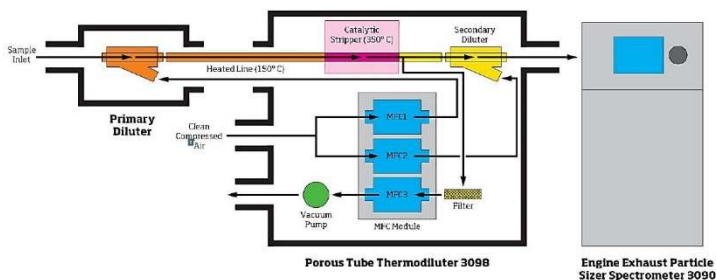 Catalytic
Stripper (350° C)
Secondary
Diluter
Sample
Inlet
Heated Line (150° C)
Primary
Diluter
Clean
Compressed
Air
MFC1
MFC2
MFC3
Vacuum
Pump
MFC Module
Filter
Porous Tube Thermodiluter 3098
Engine Exhaust Particle
Sizer Spectrometer 3090